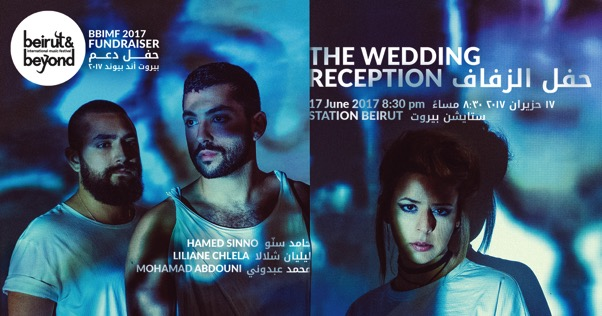 beirut &
international music festival
beyond
BBIMF 2017
FUNDRAISER
حفل دعم
بيروت أند بيوند ٢٠١٧
THE WEDDING
RECEPTION حفل الزفاف
17 June 2017 8:30 pm ١٧ حزيران ٢٠١٧ ٨:٣٠ مساءً
STATION BEIRUT ستايشن بيروت
HAMED SINNO حامد سنّو
LILIANE CHLELA ليليان شلالا
MOHAMAD ABDOUNI محمد عبدوني